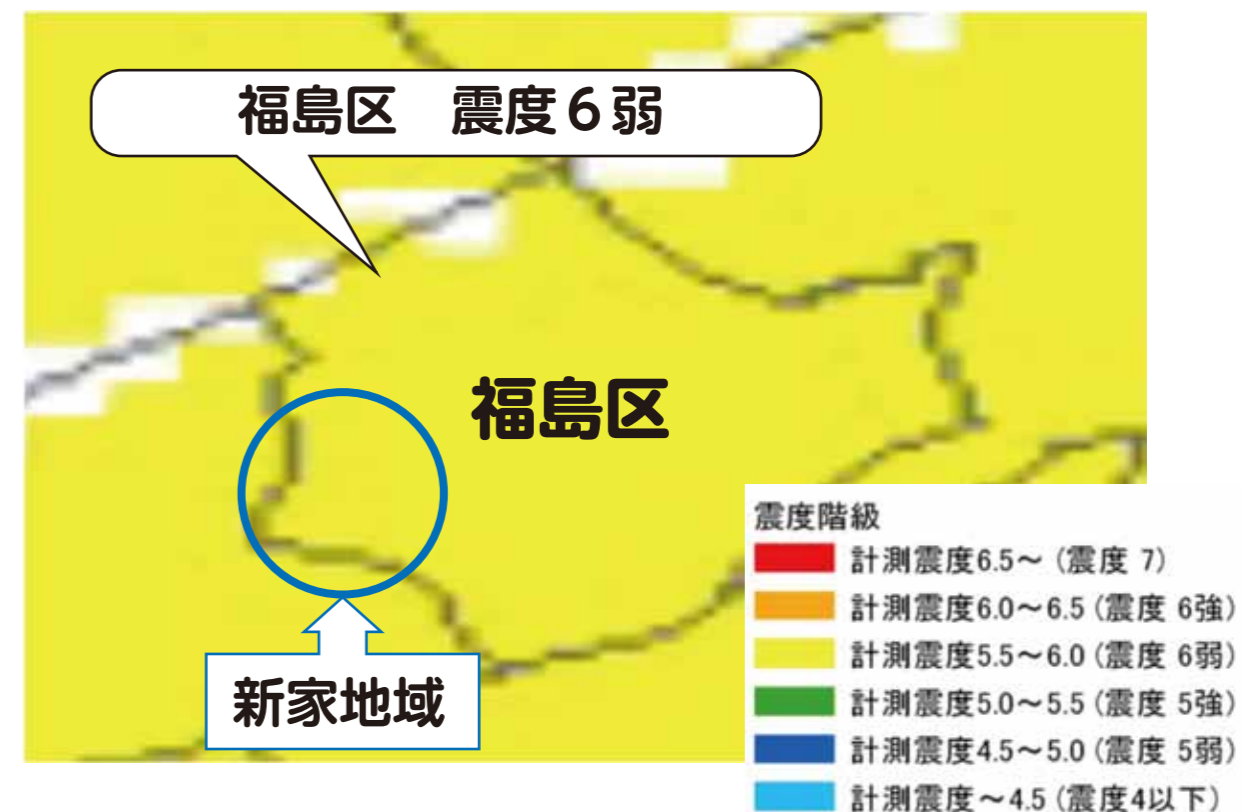 福島区　震度６弱
福島区
新家地域
震度階級
計測震度6.5～（震度 7）
計測震度6.0～6.5（震度 6強）
計測震度5.5～6.0（震度 6弱）
計測震度5.0～5.5（震度 5強）
計測震度4.5～5.0（震度 5弱）
計測震度～4.5（震度4以下）